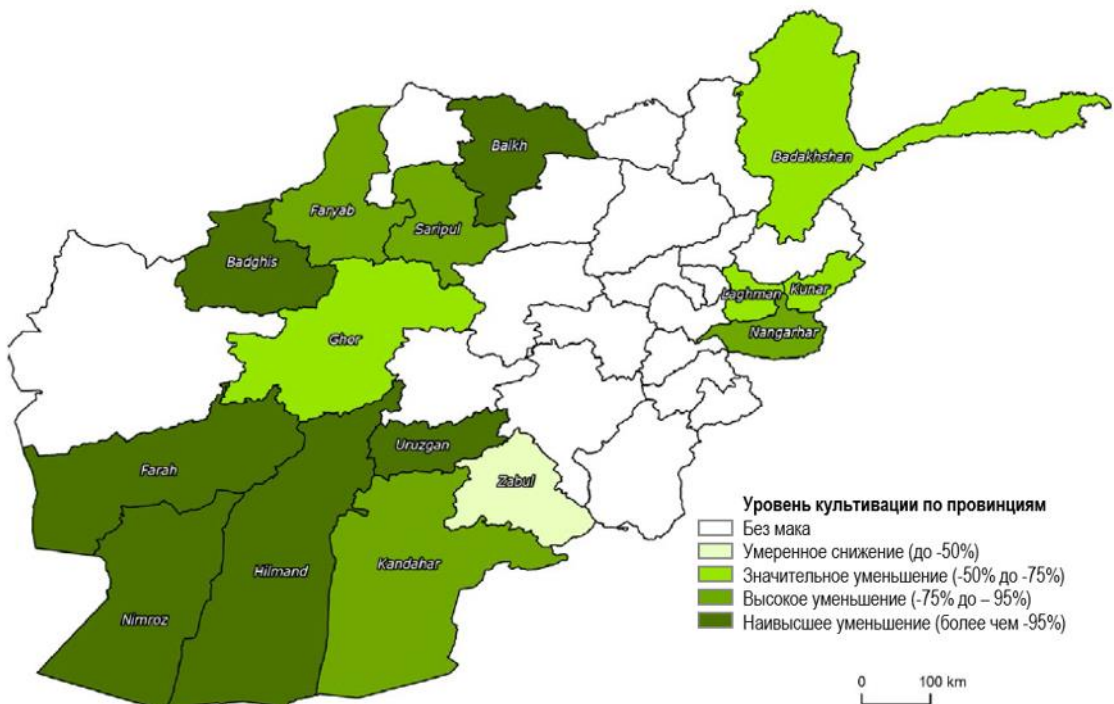 Balkh
Badakhshan
Faryab
Saripul
Badghis
Laghman
Kunar
Nangarhar
Ghor
Uruzgan
Farah
Zabul
Kandahar
Hilmand
Nimroz
Уровень культивации по провинциям
Без мака
Умеренное снижение (до -50%)
Значительное уменьшение (-50% до -75%)
Высокое уменьшение (-75% до – 95%)
Наивысшее уменьшение (более чем -95%)
0 100 km